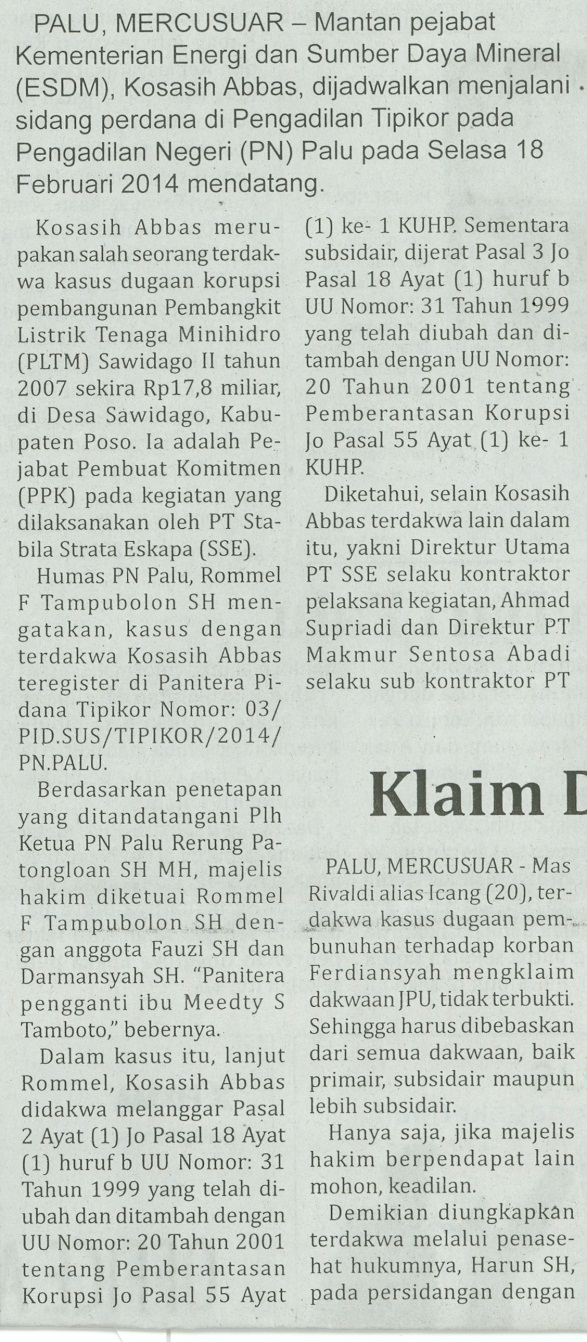 PALU, MERCUSUAR – Mantan pejabat
Kementerian Energi dan Sumber Daya Mineral
(ESDM), Kosasih Abbas, dijadwalkan menjalani
sidang perdana di Pengadilan Tipikor pada
Pengadilan Negeri (PN) Palu pada Selasa 18
Februari 2014 mendatang.
Kosasih Abbas meru-
pakan salah seorang terdak-
wa kasus dugaan korupsi
pembangunan Pembangkit
Listrik Tenaga Minihidro
(PLTM) Sawidago II tahun
2007 sekira Rp17,8 miliar,
di Desa Sawidago, Kabu-
paten Poso. Ia adalah Pe-
jabat Pembuat Komitmen
(PPK) pada kegiatan yang
dilaksanakan oleh PT Sta-
bila Strata Eskapa (SSE).
Humas PN Palu, Rommel
F Tampubolon SH men-
gatakan, kasus dengan
terdakwa Kosasih Abbas
teregister di Panitera Pi-
dana Tipikor Nomor: 03/
PID.SUS/TIPIKOR/2014/
PN.PALU.
Berdasarkan penetapan
yang ditandatangani Plh
Ketua PN Palu Rerung Pa-
tongloan SH MH, majelis
hakim diketuai Rommel
F Tampubolon SH den-
gan anggota Fauzi SH dan
Darmansyah SH. “Panitera
pengganti ibu Meedty S
Tamboto,” bebernya.
Dalam kasus itu, lanjut
Rommel, Kosasih Abbas
didakwa melanggar Pasal
2 Ayat (1) Jo Pasal 18 Ayat
(1) huruf b UU Nomor: 31
Tahun 1999 yang telah di-
ubah dan ditambah dengan
UU Nomor: 20 Tahun 2001
tentang Pemberantasan
Korupsi Jo Pasal 55 Ayat
(1) ke- 1 KUHP. Sementara
subsidair, dijerat Pasal 3 Jo
Pasal 18 Ayat (1) huruf b
UU Nomor: 31 Tahun 1999
yang telah diubah dan di-
tambah dengan UU Nomor:
20 Tahun 2001 tentang
Pemberantasan Korupsi
Jo Pasal 55 Ayat (1) ke- 1
KUHP.
Diketahui, selain Kosasih
Abbas terdakwa lain dalam
itu, yakni Direktur Utama
PT SSE selaku kontraktor
pelaksana kegiatan, Ahmad
Supriadi dan Direktur PT
Makmur Sentosa Abadi
selaku sub kontraktor PT
Klaim D
PALU, MERCUSUAR - Mas
Rivaldi alias Icang (20), ter-
dakwa kasus dugaan pem-
bunuhan terhadap korban
Ferdiansyah mengklaim
dakwaan JPU, tidak terbukti.
Sehingga harus dibebaskan
dari semua dakwaan, baik
primair, subsidair maupun
lebih subsidair.
Hanya saja, jika majelis
hakim berpendapat lain
mohon, keadilan.
Demikian diungkapkan
terdakwa melalui penase-
hat hukumnya, Harun SH,
pada persidangan dengan